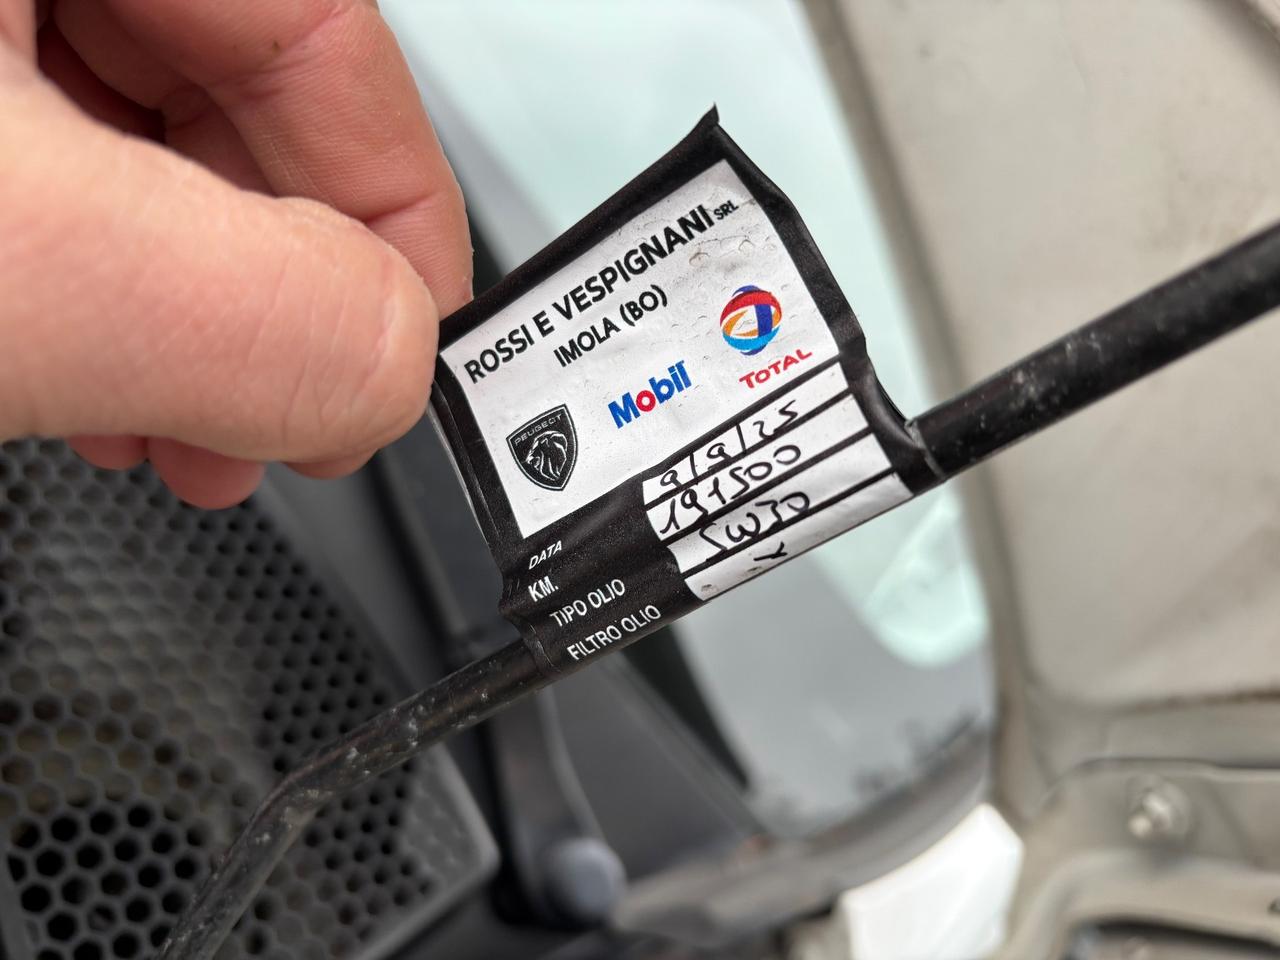 ROSSI E VESPIGNANI SRL
IMOLA (BO)
PEUGEOT
Mobil
TOTAL
DATA 9/9/25
KM. 191500
TIPO OLIO 5W30
FILTRO OLIO X